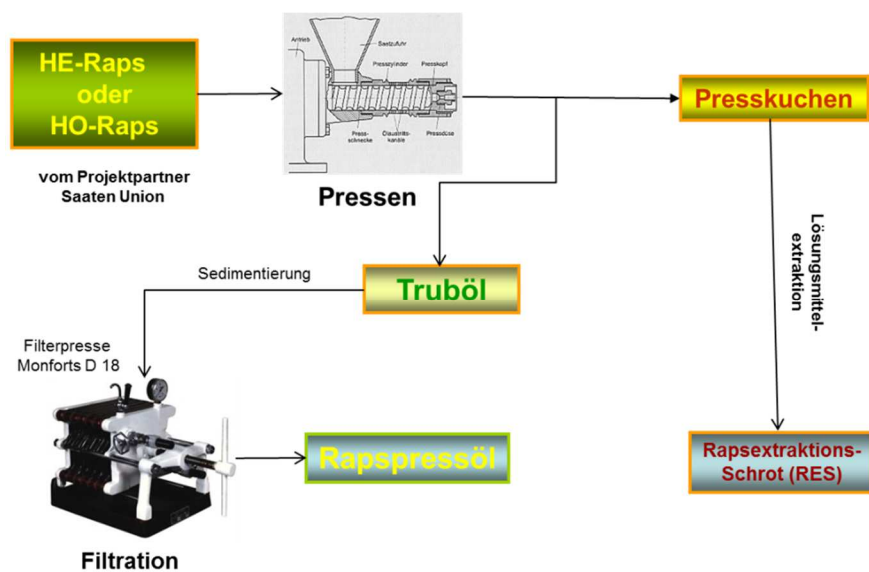 HE-Raps
oder
HO-Raps
vom Projektpartner
Saaten Union
Antrieb
Saatzufuhr
Presszylinder
Presskopf
Press-
schnecke
Ölaustritts-
kanäle
Pressdüse
Pressen
Presskuchen
Lösungsmittel-
extraktion
Sedimentierung
Truböl
Filterpresse
Monforts D 18
Rapspressöl
Rapsextraktions-
Schrot (RES)
Filtration